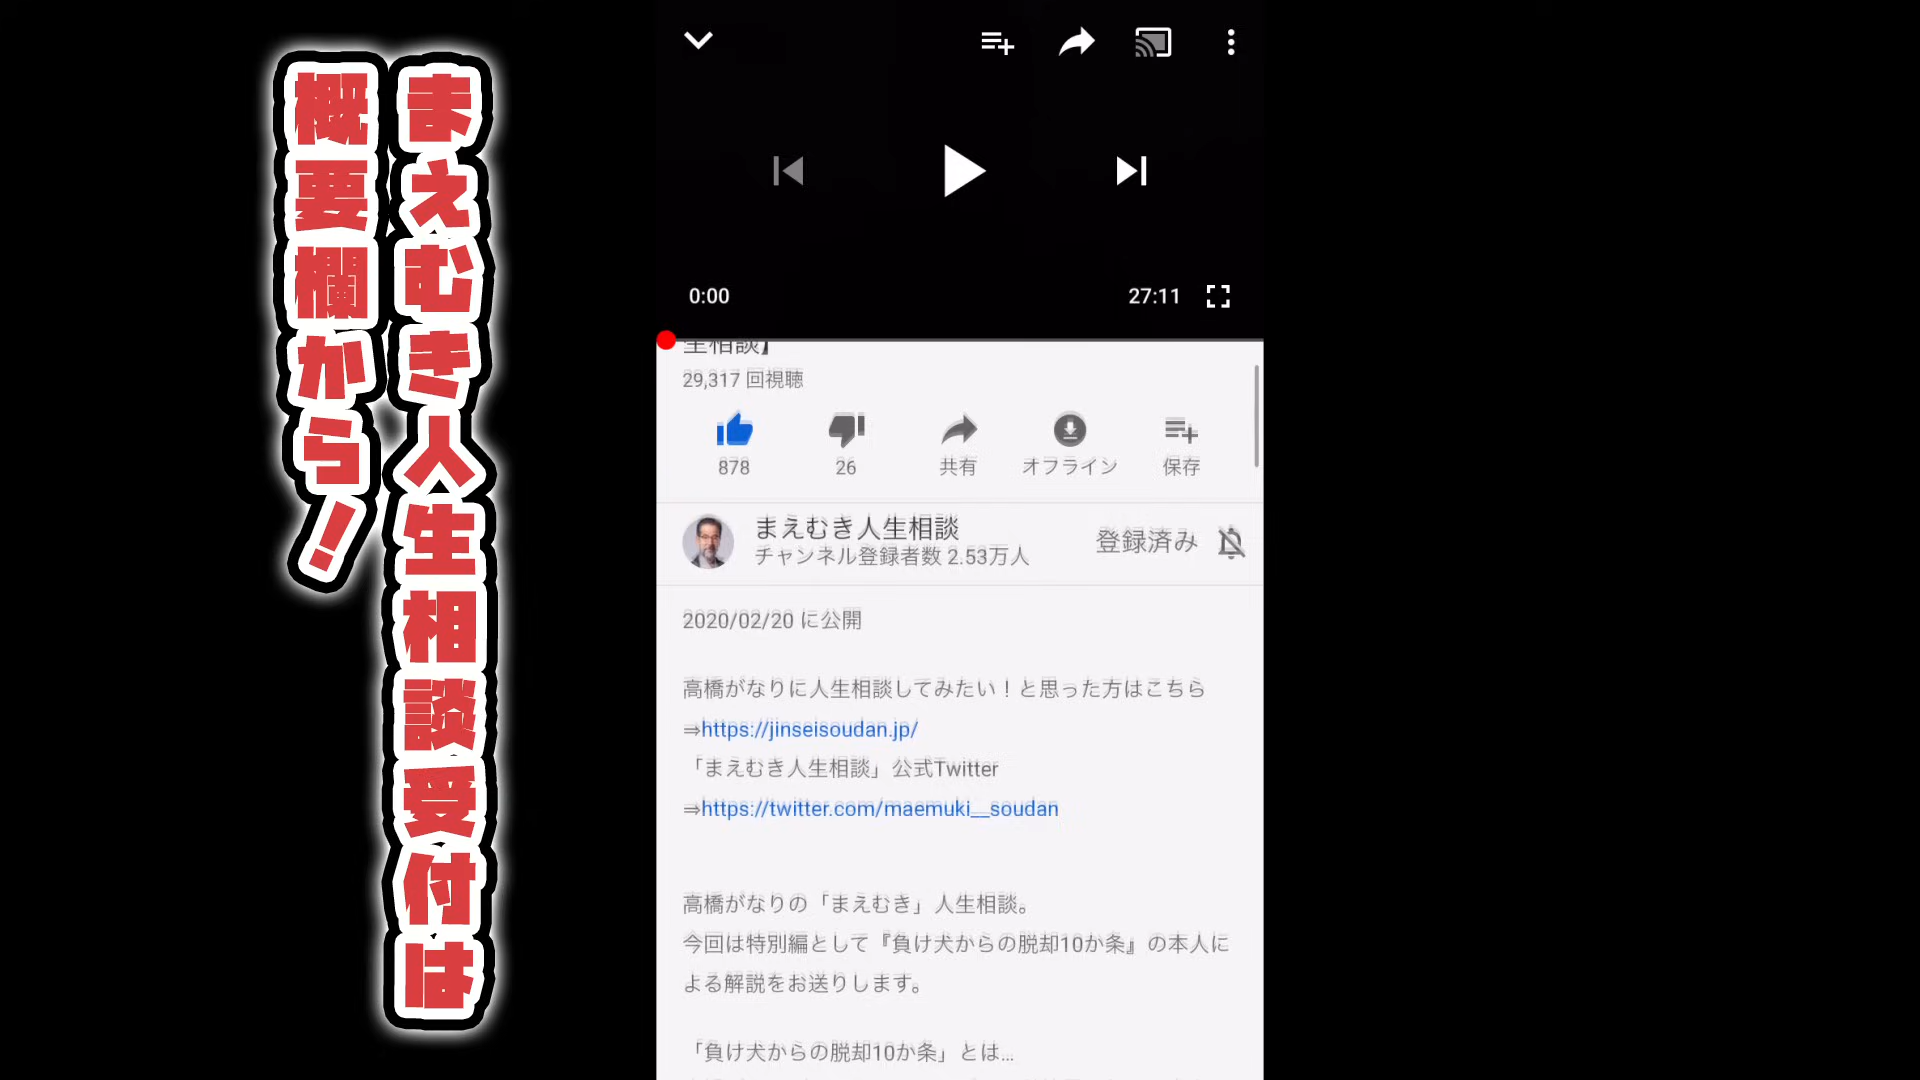 まえむき人生相談受付は
概要欄から！
0:00
27:11
生相談】
29,317 回視聴
878
26
共有
オフライン
保存
まえむき人生相談
チャンネル登録者数 2.53万人
登録済み
2020/02/20 に公開
高橋がなりに人生相談してみたい！と思った方はこちら
⇒https://jinseisoudan.jp/
「まえむき人生相談」公式Twitter
⇒https://twitter.com/maemuki__soudan
高橋がなりの「まえむき」人生相談。
今回は特別編として『負け犬からの脱却10か条』の本人に
よる解説をお送りします。
「負け犬からの脱却10か条」とは...